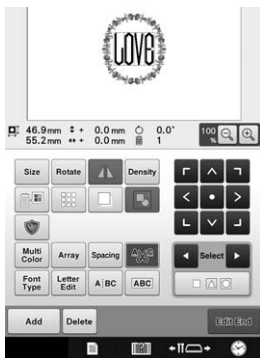 LOVE
46.9mm + 0.0mm 0.0° 100 %
55.2mm + 0.0mm 1
Size Rotate Density
Multi Color Array Spacing Select
Font Type Letter Edit A BC ABC
Add Delete Edit End